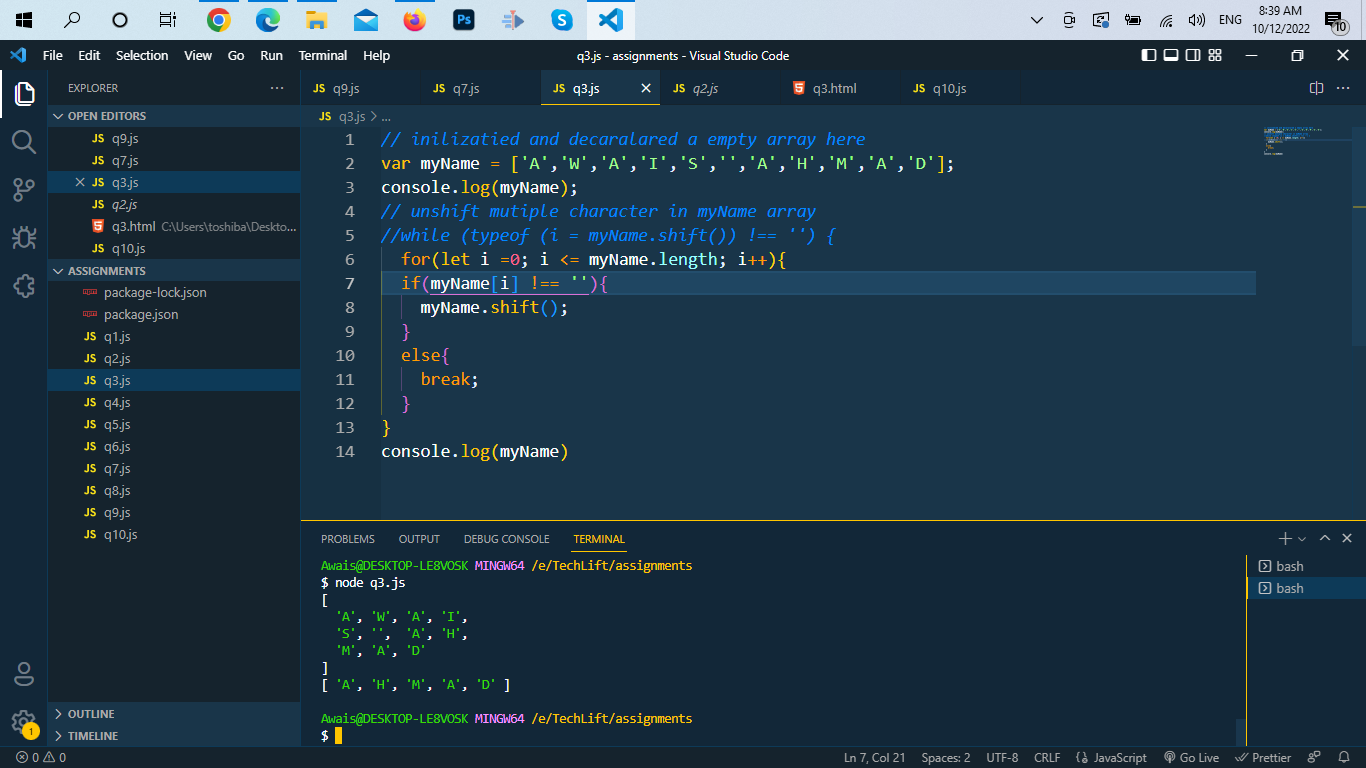 Ps
S
ENG
8:39 AM
10/12/2022
10
File Edit Selection View Go Run Terminal Help
q3.js - assignments - Visual Studio Code
EXPLORER
OPEN EDITORS
JS q9.js
JS q7.js
JS q3.js
JS q2.js
q3.html C:\Users\toshiba\Deskto...
JS q10.js
ASSIGNMENTS
package-lock.json
package.json
JS q1.js
JS q2.js
JS q3.js
JS q4.js
JS q5.js
JS q6.js
JS q7.js
JS q8.js
JS q9.js
JS q10.js
OUTLINE
TIMELINE
1
JS q9.js JS q7.js JS q3.js JS q2.js q3.html JS q10.js
JS q3.js > ...
1 // inilizatied and decaralared a empty array here
2 var myName = ['A','W','A','I','S','','A','H','M','A','D'];
3 console.log(myName);
4 // unshift mutiple character in myName array
5 //while (typeof (i = myName.shift()) !== '') {
6 for(let i =0; i <= myName.length; i++){
7 if(myName[i] !== ''){
8 myName.shift();
9 }
10 else{
11 break;
12 }
13 }
14 console.log(myName)
PROBLEMS OUTPUT DEBUG CONSOLE TERMINAL
Awais@DESKTOP-LE8VOSK MINGW64 /e/TechLift/assignments
$ node q3.js
[
'A', 'W', 'A', 'I',
'S', '', 'A', 'H',
'M', 'A', 'D'
]
[ 'A', 'H', 'M', 'A', 'D' ]
Awais@DESKTOP-LE8VOSK MINGW64 /e/TechLift/assignments
$
bash
bash
0 0
Ln 7, Col 21 Spaces: 2 UTF-8 CRLF {} JavaScript Go Live Prettier